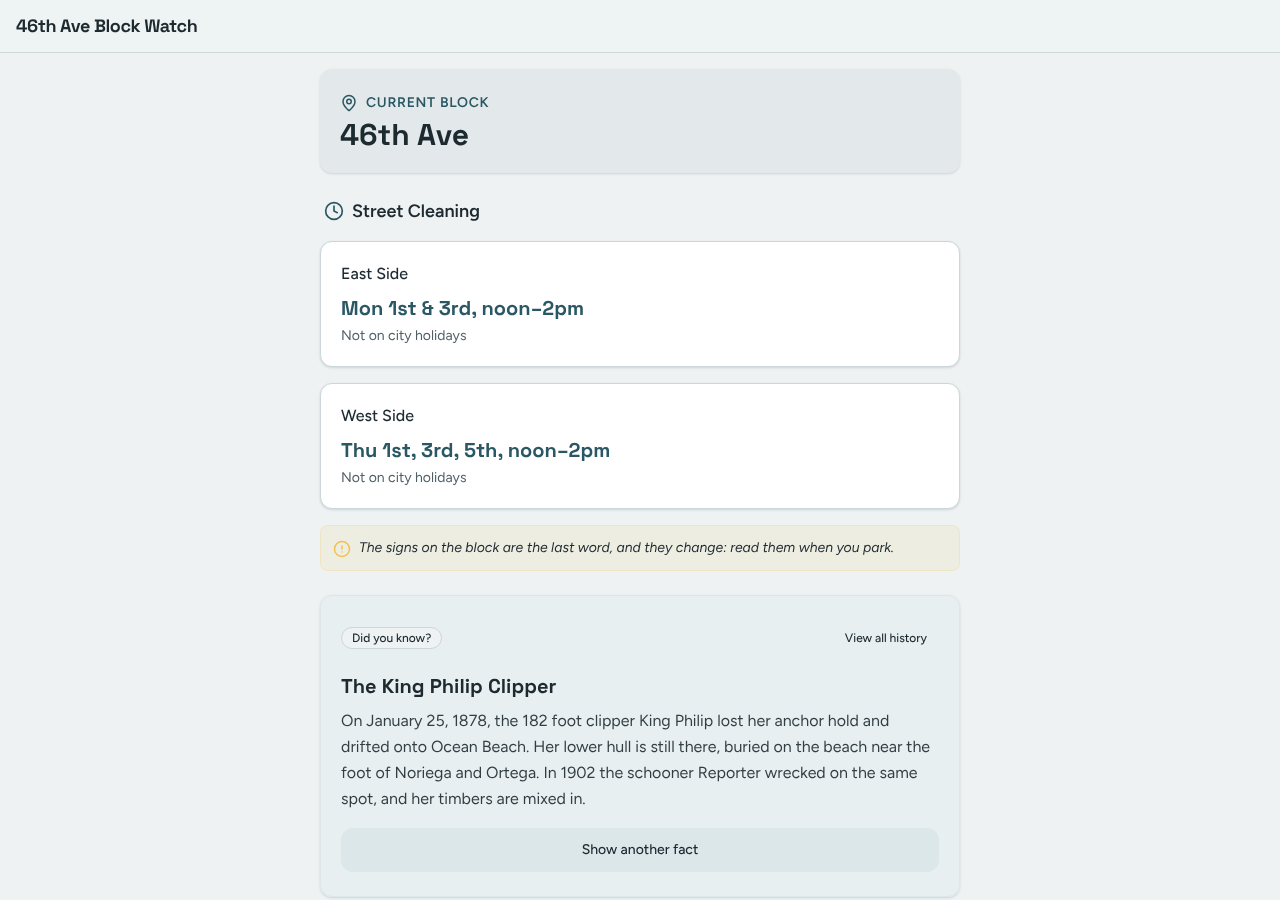 46th Ave Block Watch
CURRENT BLOCK
46th Ave
Street Cleaning
East Side
Mon 1st & 3rd, noon–2pm
Not on city holidays
West Side
Thu 1st, 3rd, 5th, noon–2pm
Not on city holidays
The signs on the block are the last word, and they change: read them when you park.
Did you know?
View all history
The King Philip Clipper
On January 25, 1878, the 182 foot clipper King Philip lost her anchor hold and
drifted onto Ocean Beach. Her lower hull is still there, buried on the beach near the
foot of Noriega and Ortega. In 1902 the schooner Reporter wrecked on the same
spot, and her timbers are mixed in.
Show another fact